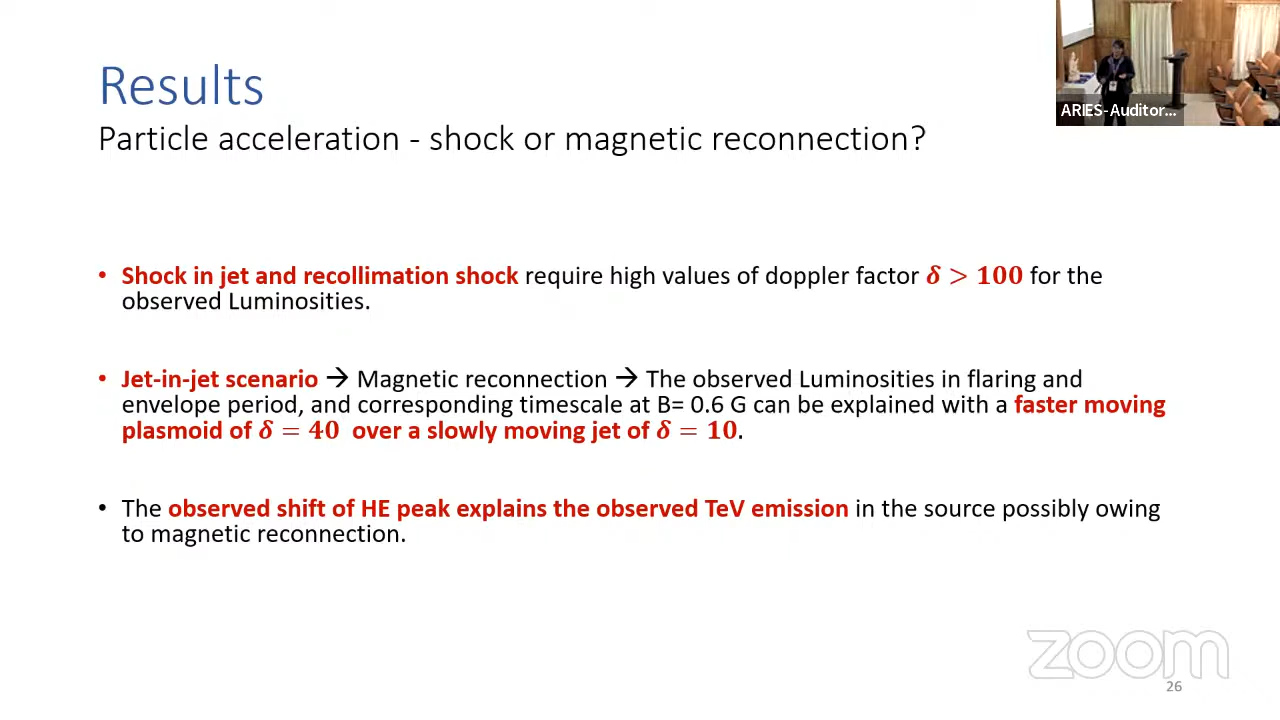 Results
Particle acceleration - shock or magnetic reconnection?
ARIES-Auditor...
• Shock in jet and recollimation shock require high values of doppler factor δ > 100 for the
observed Luminosities.
• Jet-in-jet scenario → Magnetic reconnection → The observed Luminosities in flaring and
envelope period, and corresponding timescale at B= 0.6 G can be explained with a faster moving
plasmoid of δ = 40 over a slowly moving jet of δ = 10.
• The observed shift of HE peak explains the observed TeV emission in the source possibly owing
to magnetic reconnection.
zoom
26